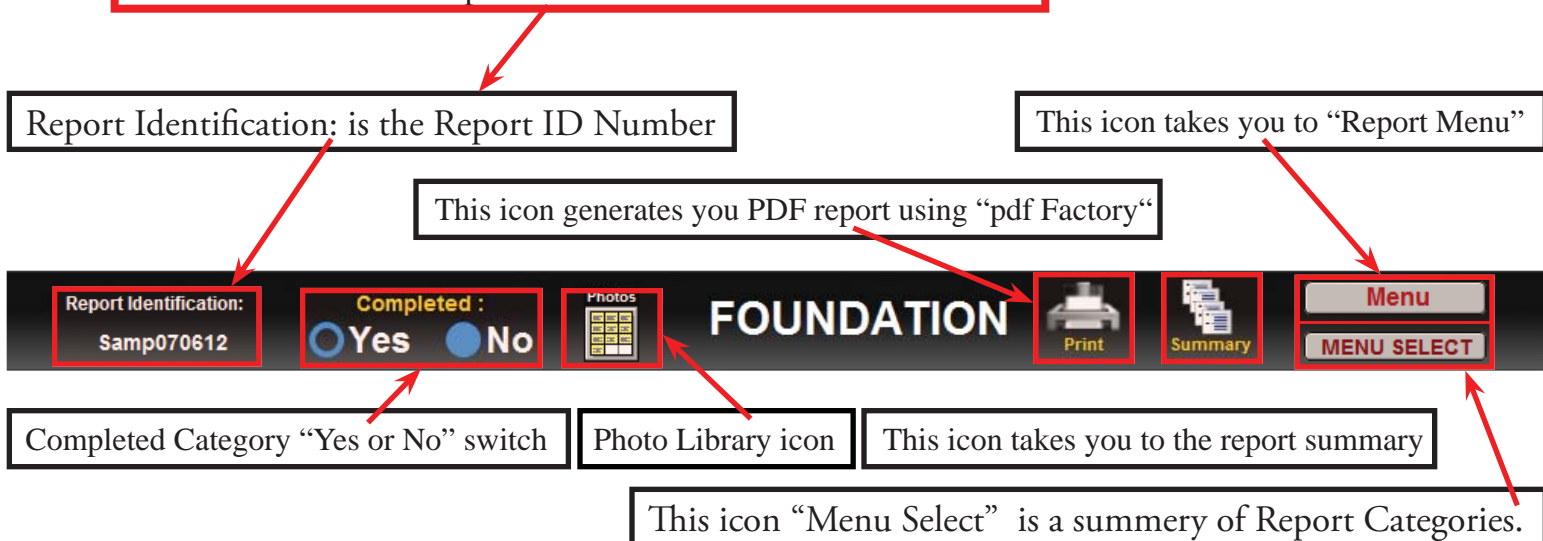 Report Identification: is the Report ID Number
This icon takes you to “Report Menu”
This icon generates you PDF report using “pdf Factory“
Report Identification:
Samp070612
Completed :
Yes No
Photos
FOUNDATION
Print
Summary
Menu
MENU SELECT
Completed Category “Yes or No” switch
Photo Library icon
This icon takes you to the report summary
This icon “Menu Select” is a summery of Report Categories.